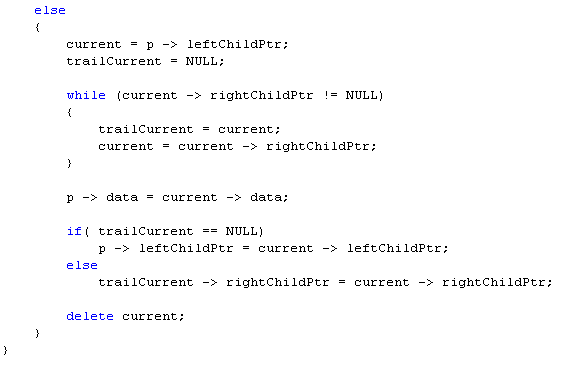 else
{
current = p -> leftChildPtr;
trailCurrent = NULL;
while (current -> rightChildPtr != NULL)
{
trailCurrent = current;
current = current -> rightChildPtr;
}
p -> data = current -> data;
if( trailCurrent == NULL)
p -> leftChildPtr = current -> leftChildPtr;
else
trailCurrent -> rightChildPtr = current -> rightChildPtr;
delete current;
}
}